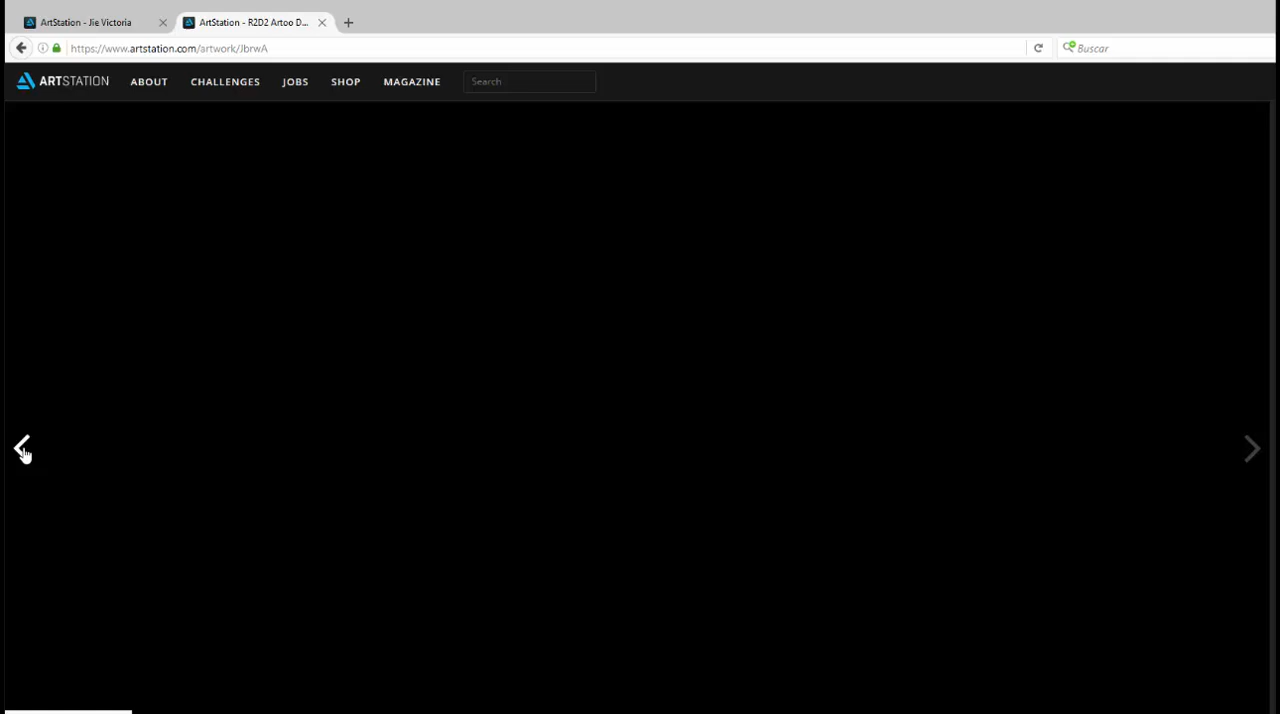 ArtStation - Jie Victoria
ArtStation - R2D2 Artoo D...
https://www.artstation.com/artwork/JbrwA
Buscar
ARTSTATION ABOUT CHALLENGES JOBS SHOP MAGAZINE Search